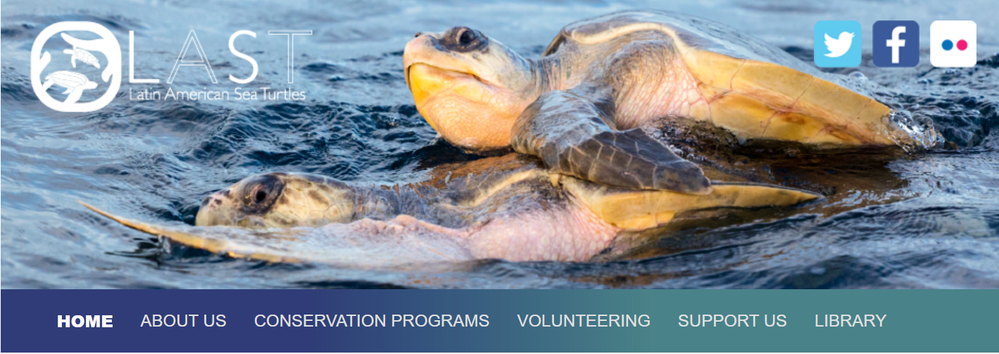 LAST
Latin American Sea Turtles
HOME ABOUT US CONSERVATION PROGRAMS VOLUNTEERING SUPPORT US LIBRARY